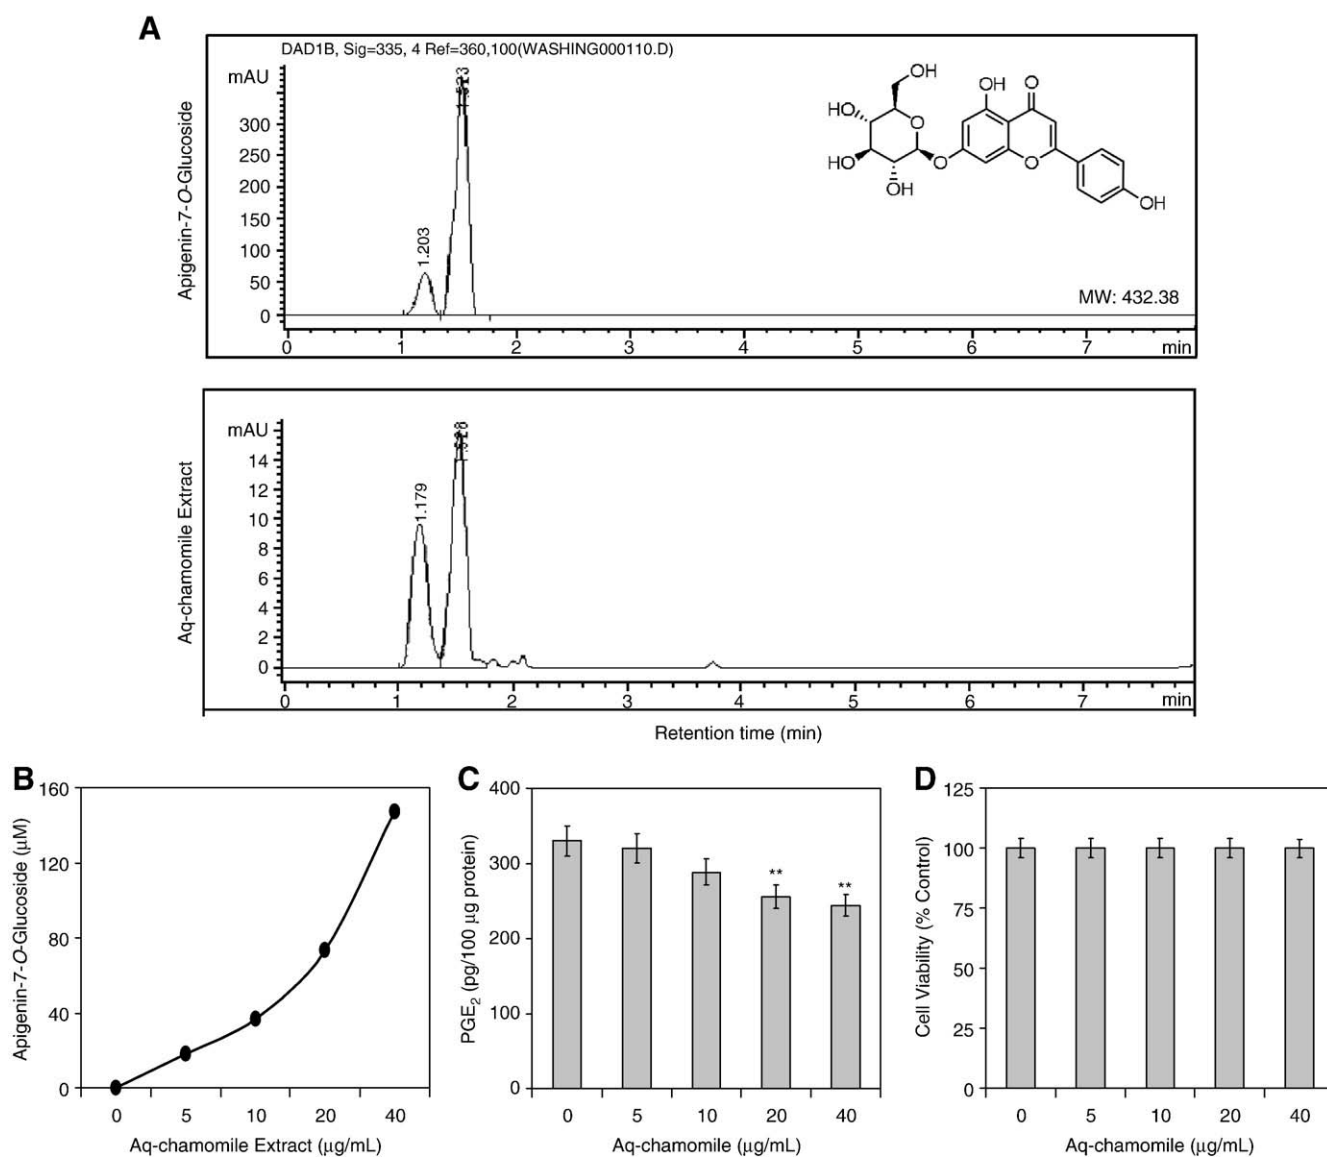 A
DAD1B, Sig=335, 4 Ref=360,100(WASHING000110.D)
mAU
Apigenin-7-O-Glucoside
300
250
200
150
100
50
0
1.203
OH
HO
HO
OH
O
O
OH
O
O
OH
MW: 432.38
0 1 2 3 4 5 6 7 min
mAU
Aq-chamomile Extract
14
12
10
8
6
4
2
0
1.179
0 1 2 3 4 5 6 7 min
Retention time (min)
B
Apigenin-7-O-Glucoside (μM)
160
120
80
40
0
0 5 10 20 40
Aq-chamomile Extract (μg/mL)
C
PGE2 (pg/100 μg protein)
400
300
200
100
0
**
**
0 5 10 20 40
Aq-chamomile (μg/mL)
D
Cell Viability (% Control)
125
100
75
50
25
0
0 5 10 20 40
Aq-chamomile (μg/mL)